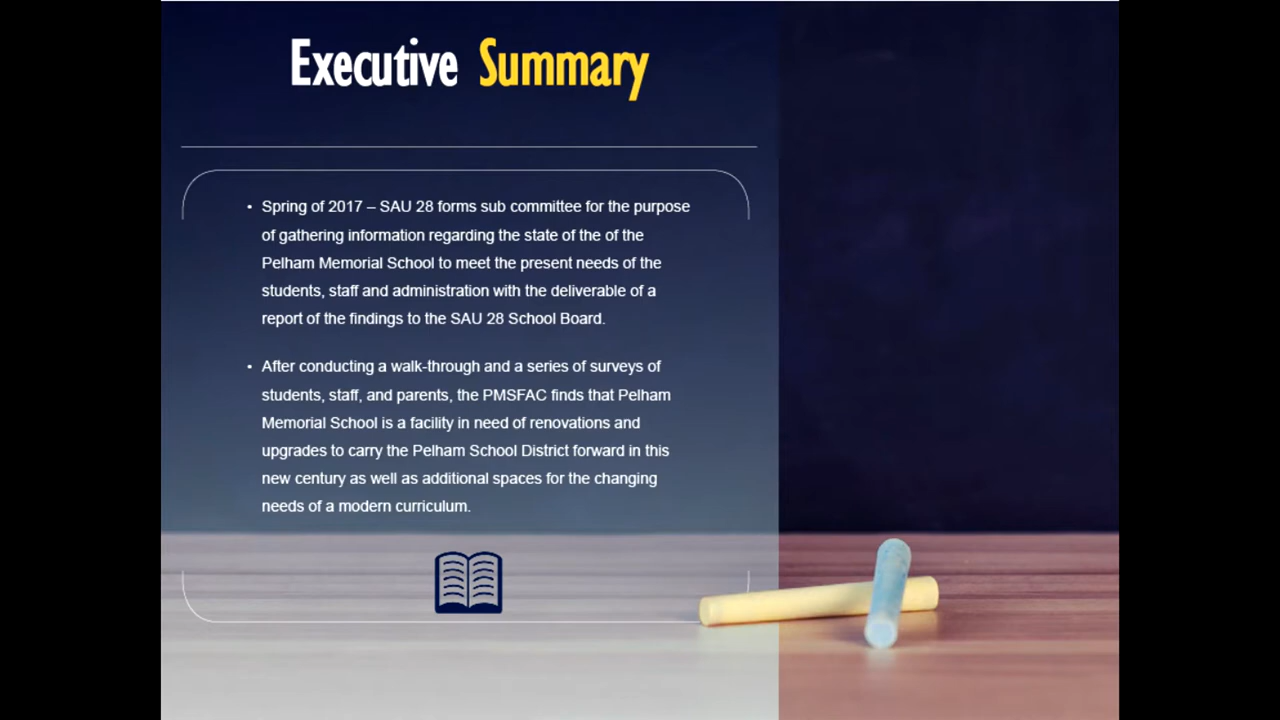 Executive Summary
• Spring of 2017 – SAU 28 forms sub committee for the purpose
of gathering information regarding the state of the of the
Pelham Memorial School to meet the present needs of the
students, staff and administration with the deliverable of a
report of the findings to the SAU 28 School Board.
• After conducting a walk-through and a series of surveys of
students, staff, and parents, the PMSFAC finds that Pelham
Memorial School is a facility in need of renovations and
upgrades to carry the Pelham School District forward in this
new century as well as additional spaces for the changing
needs of a modern curriculum.